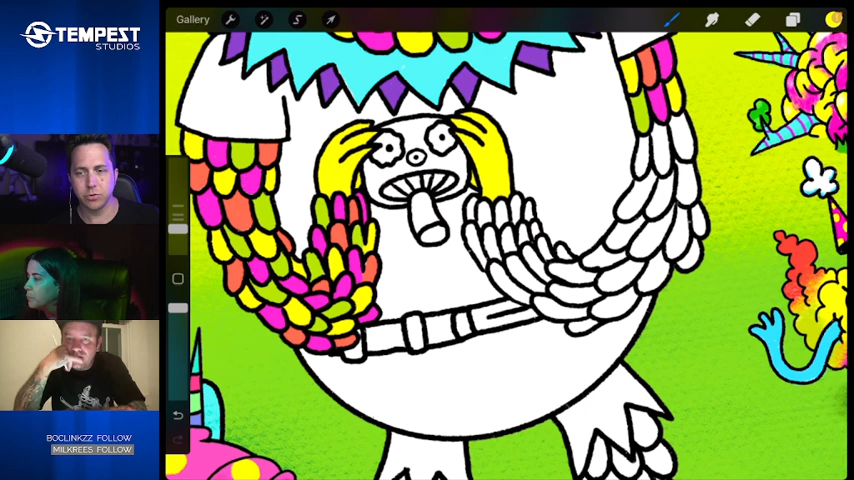 TEMPEST
STUDIOS
Gallery
BOCLINKZZ FOLLOW
MILKREES FOLLOW